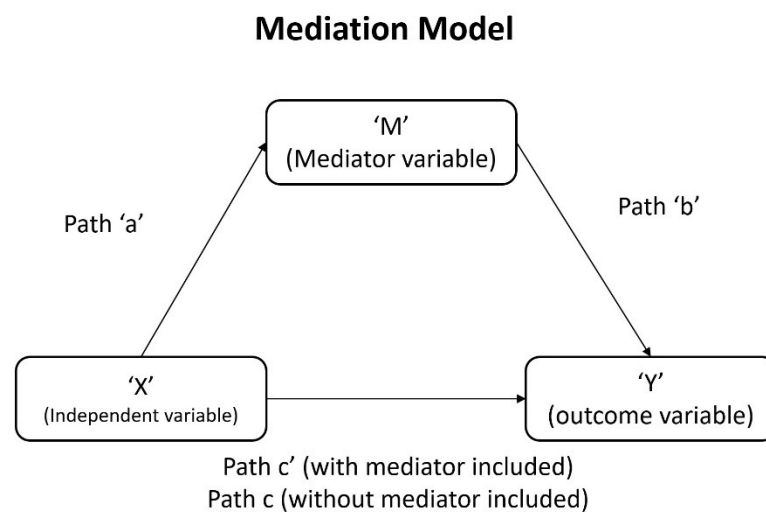 Mediation Model
‘M’
(Mediator variable)
Path ‘a’
Path ‘b’
‘X’
(Independent variable)
‘Y’
(outcome variable)
Path c’ (with mediator included)
Path c (without mediator included)